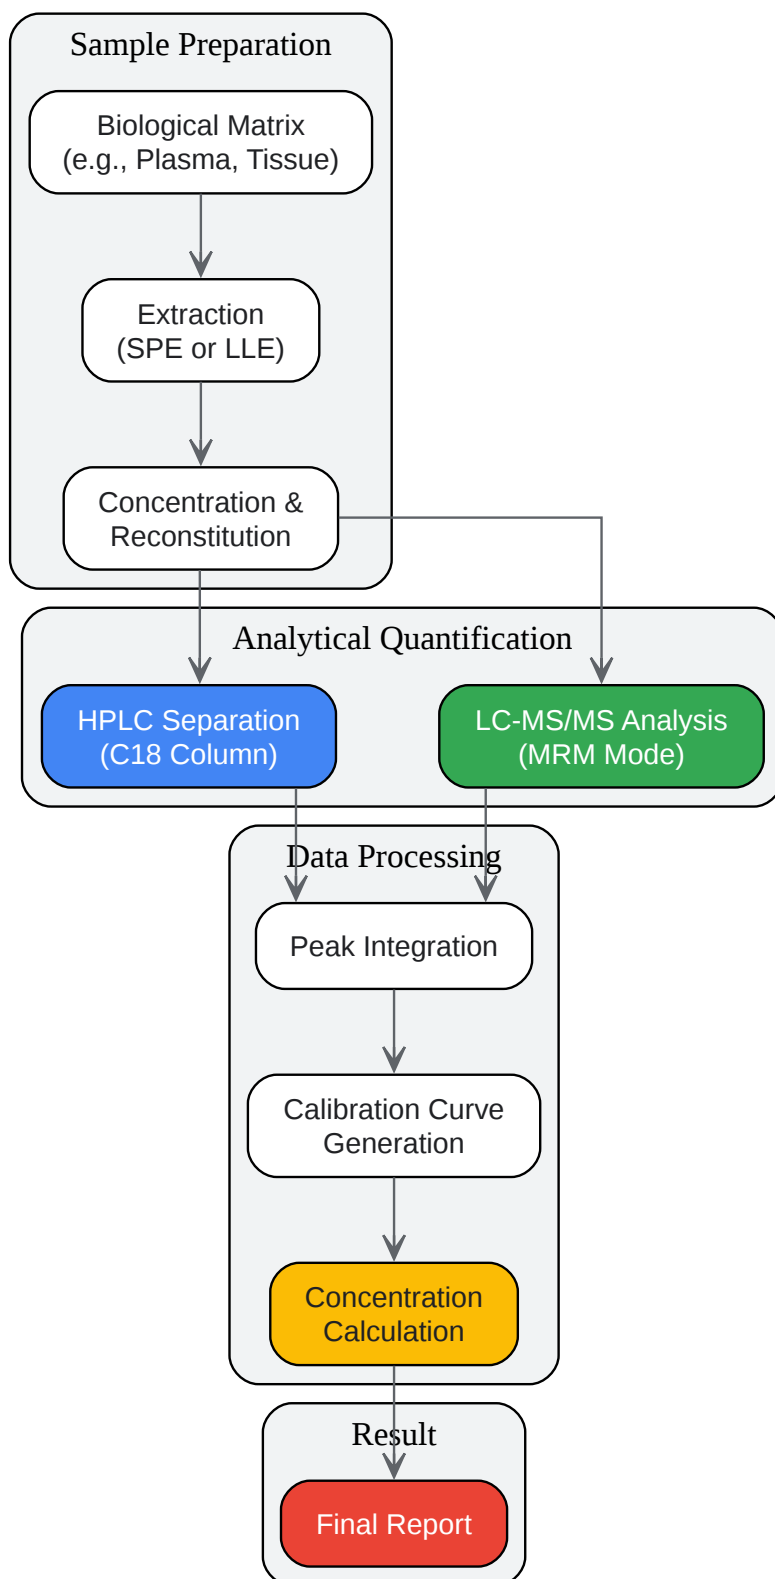 Sample Preparation
Biological Matrix
(e.g., Plasma, Tissue)
Extraction
(SPE or LLE)
Concentration &
Reconstitution
Analytical Quantification
HPLC Separation
(C18 Column)
LC-MS/MS Analysis
(MRM Mode)
Data Processing
Peak Integration
Calibration Curve
Generation
Concentration
Calculation
Result
Final Report